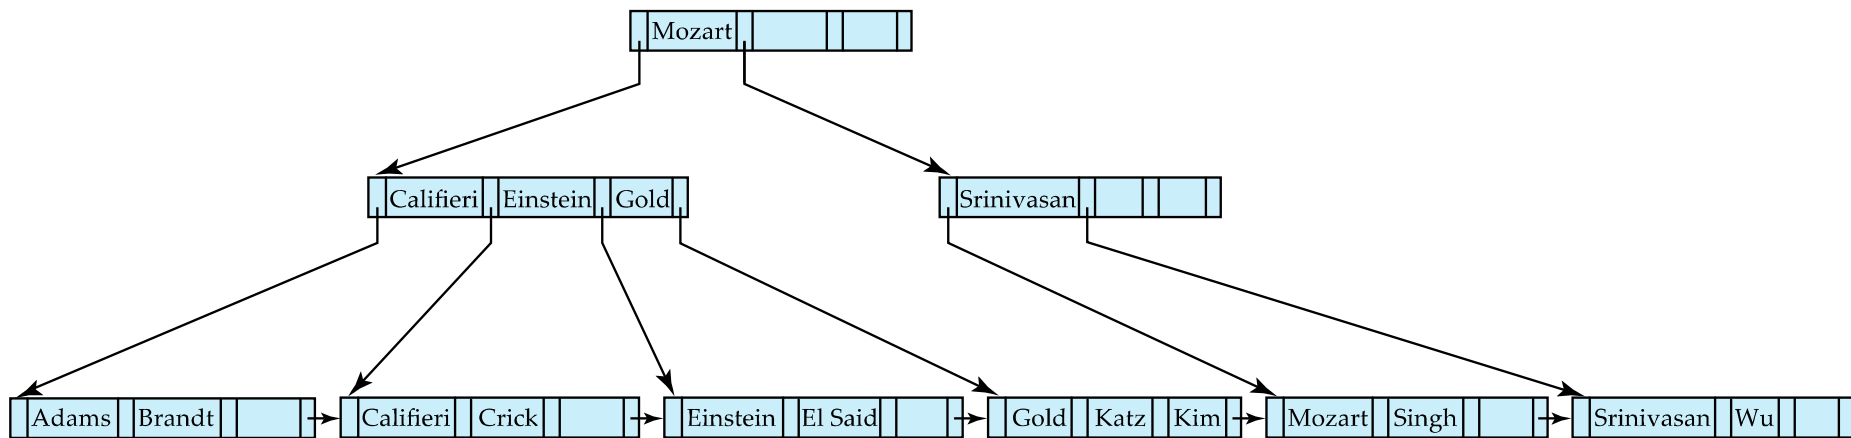 Mozart
Califieri Einstein Gold Srinivasan
Adams Brandt Califieri Crick Einstein El Said Gold Katz Kim Mozart Singh Srinivasan Wu